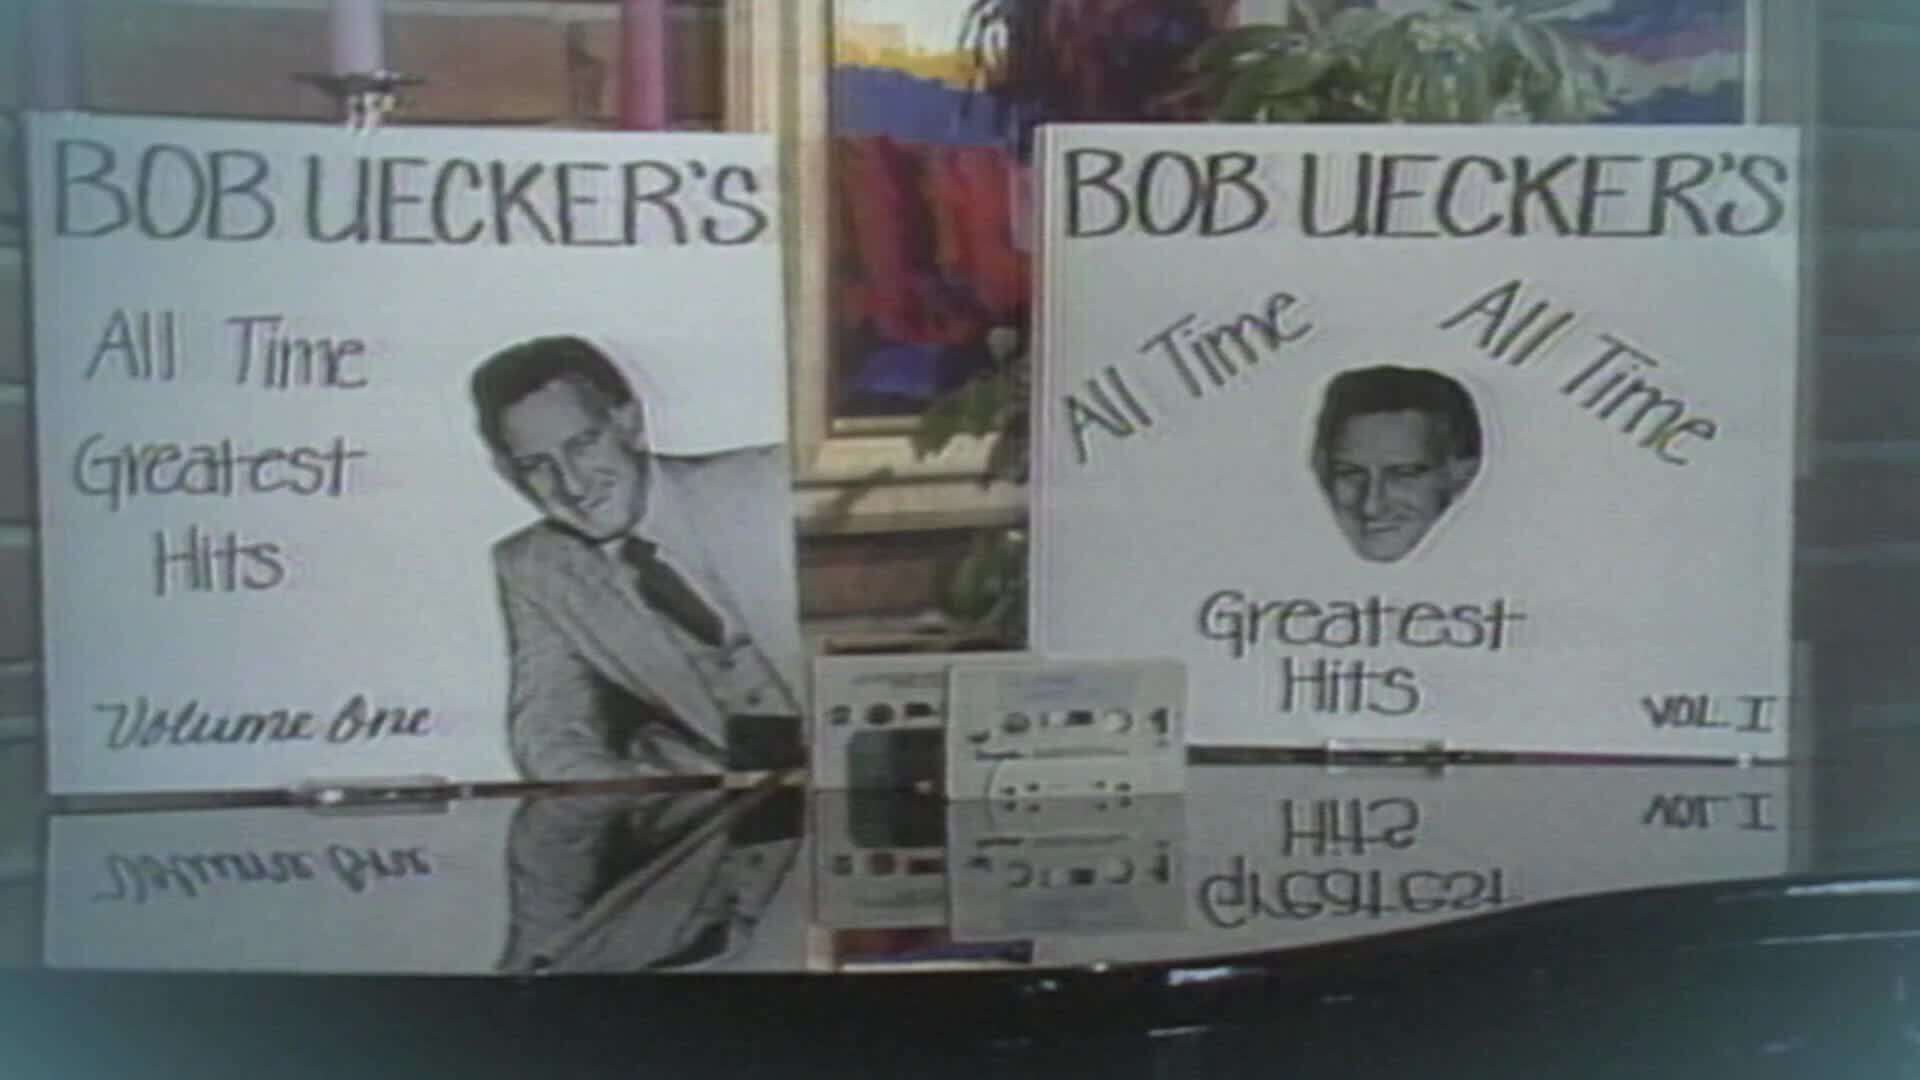 BOB UECKER'S
All Time
Greatest
Hits
Volume One
BOB UECKER'S
All Time All Time
Greatest
Hits
VOL I